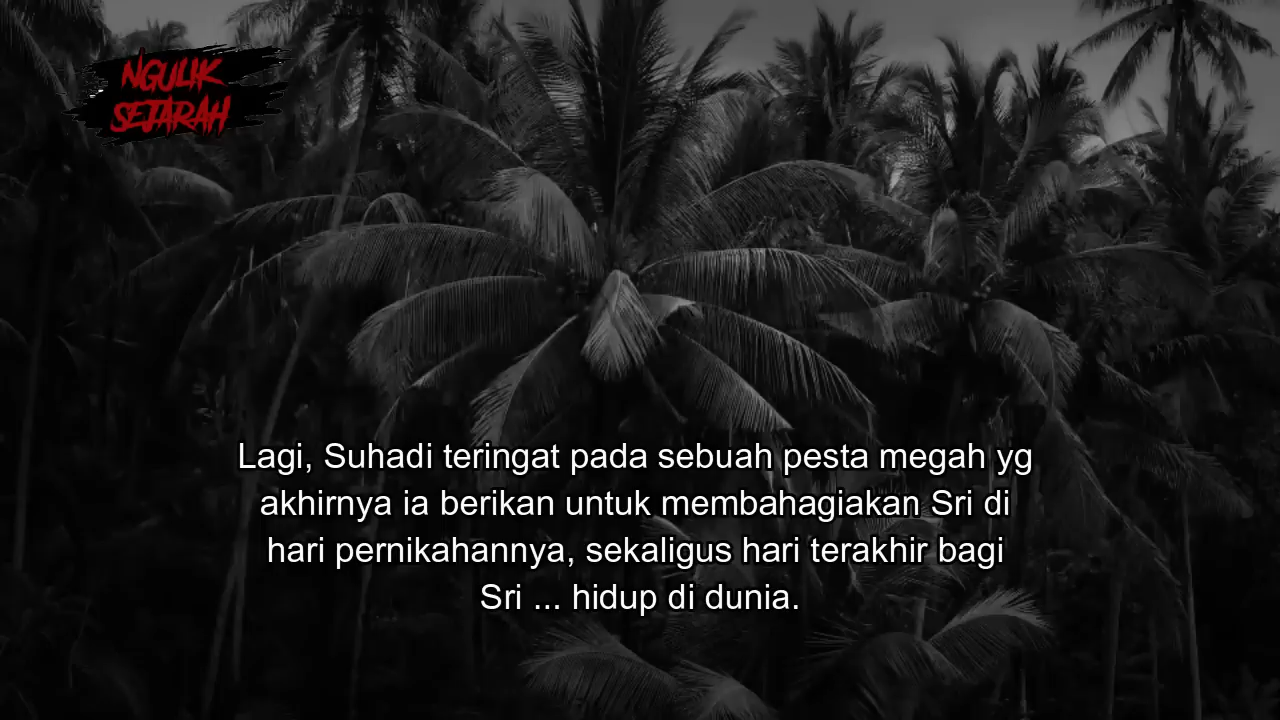 NGULIK
SEJARAH
Lagi, Suhadi teringat pada sebuah pesta megah yg
akhirnya ia berikan untuk membahagiakan Sri di
hari pernikahannya, sekaligus hari terakhir bagi
Sri ... hidup di dunia.